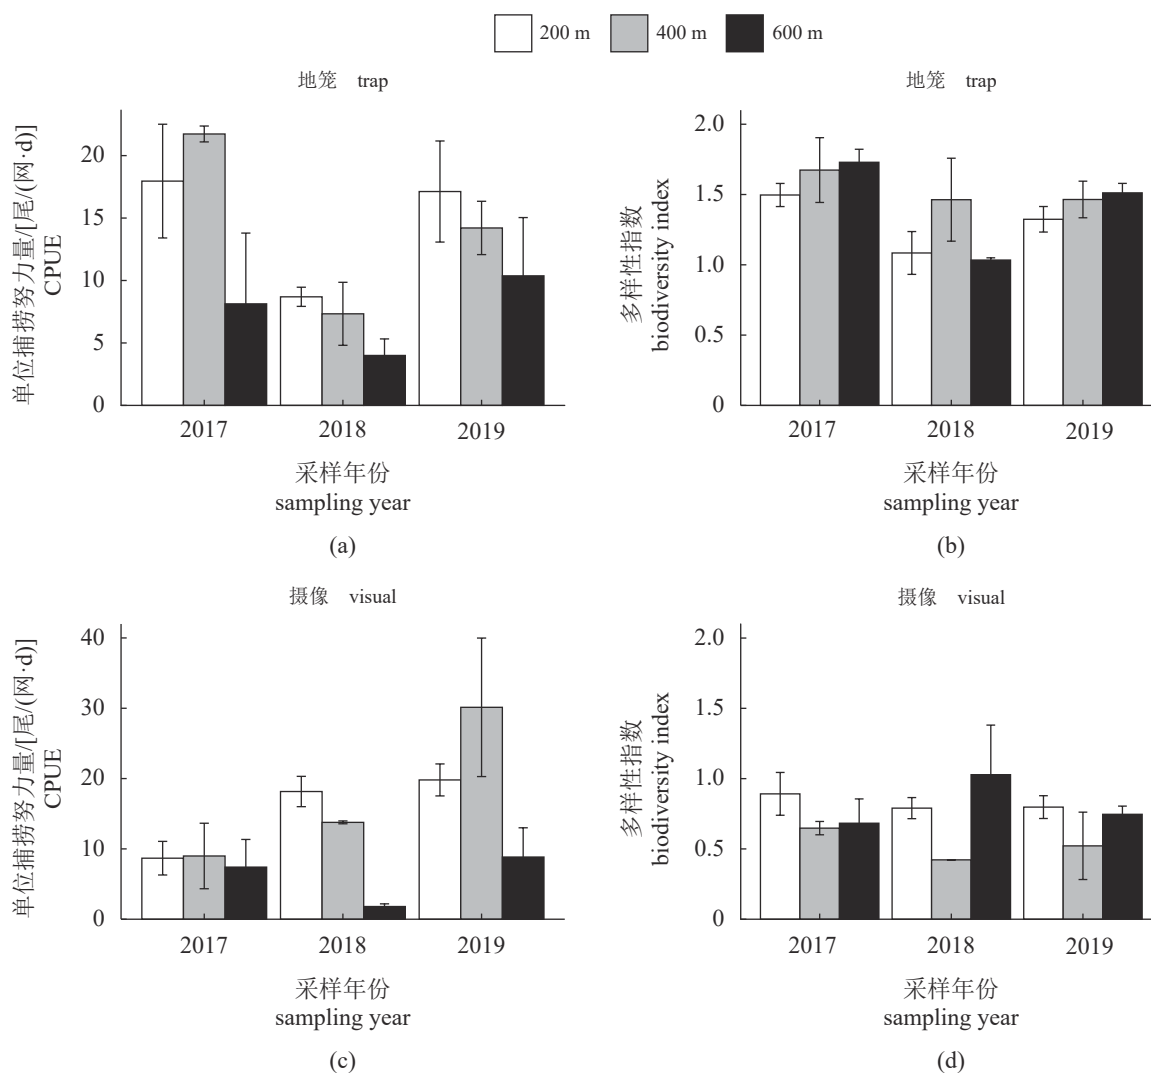 200 m 400 m 600 m
地笼 trap
单位捕捞努力量/[尾/(网·d)]
CPUE
20
15
10
5
0
2017 2018 2019
采样年份
sampling year
(a)
地笼 trap
多样性指数
biodiversity index
2.0
1.5
1.0
0.5
0
2017 2018 2019
采样年份
sampling year
(b)
摄像 visual
单位捕捞努力量/[尾/(网·d)]
CPUE
40
30
20
10
0
2017 2018 2019
采样年份
sampling year
(c)
摄像 visual
多样性指数
biodiversity index
2.0
1.5
1.0
0.5
0
2017 2018 2019
采样年份
sampling year
(d)